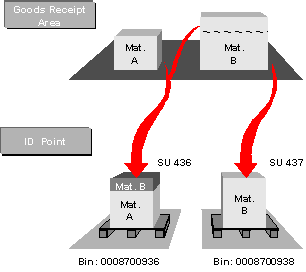 Goods Receipt
Area
Mat.
A
Mat.
B
ID Point
SU 436
SU 437
Mat. B
Mat.
A
Mat.
B
Bin: 0008700936
Bin: 0008700938